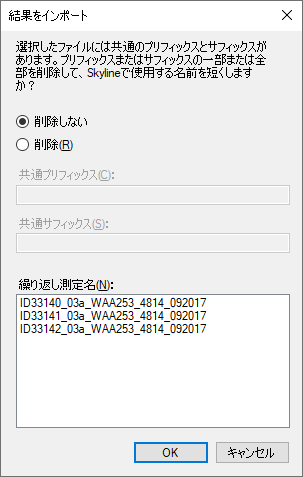 結果をインポート
選択したファイルには共通のプリフィックスとサフィックスが
あります。プリフィックスまたはサフィックスの一部または全
部を削除して、Skylineで使用する名前を短くします
か？
削除しない
削除(R)
共通プリフィックス(C):
共通サフィックス(S):
繰り返し測定名(N):
ID33140_03a_WAA253_4814_092017
ID33141_03a_WAA253_4814_092017
ID33142_03a_WAA253_4814_092017
OK
キャンセル